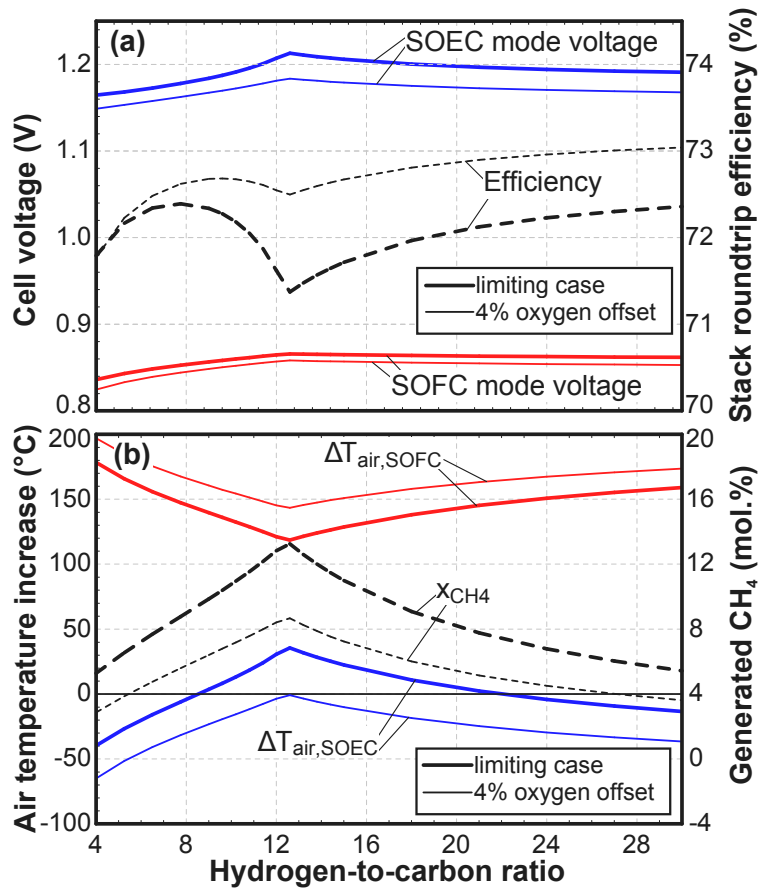 (a)
SOEC mode voltage
Efficiency
limiting case
4% oxygen offset
SOFC mode voltage
Cell voltage (V)
1.2
1.1
1.0
0.9
0.8
Stack roundtrip efficiency (%)
74
73
72
71
70
(b)
ΔTair,SOFC
xCH4
ΔTair,SOEC
limiting case
4% oxygen offset
Air temperature increase (°C)
200
150
100
50
0
-50
-100
Generated CH4 (mol.%)
20
16
12
8
4
0
-4
4 8 12 16 20 24 28
Hydrogen-to-carbon ratio